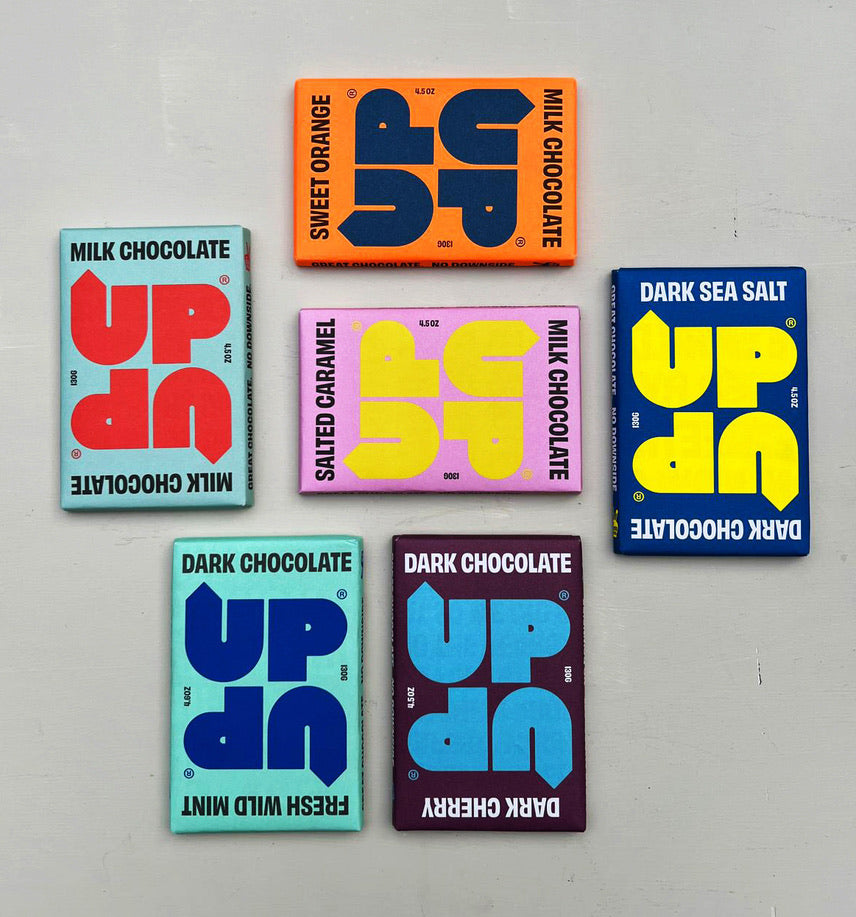 SWEET ORANGE
UP
UP
MILK CHOCOLATE
®
4.5 OZ
130G
®
GREAT CHOCOLATE. NO DOWNSIDE.
MILK CHOCOLATE
UP
UP
MILK CHOCOLATE
®
4.5 OZ
130G
®
GREAT CHOCOLATE. NO DOWNSIDE.
SALTED CARAMEL
UP
UP
MILK CHOCOLATE
®
4.5 OZ
130G
®
DARK SEA SALT
UP
UP
DARK CHOCOLATE
®
4.5 OZ
130G
®
GREAT CHOCOLATE. NO DOWNSIDE.
DARK CHOCOLATE
UP
UP
FRESH WILD MINT
®
130G
4.6OZ
®
DARK CHOCOLATE
UP
UP
DARK CHERRY
®
130G
4.5 OZ
®